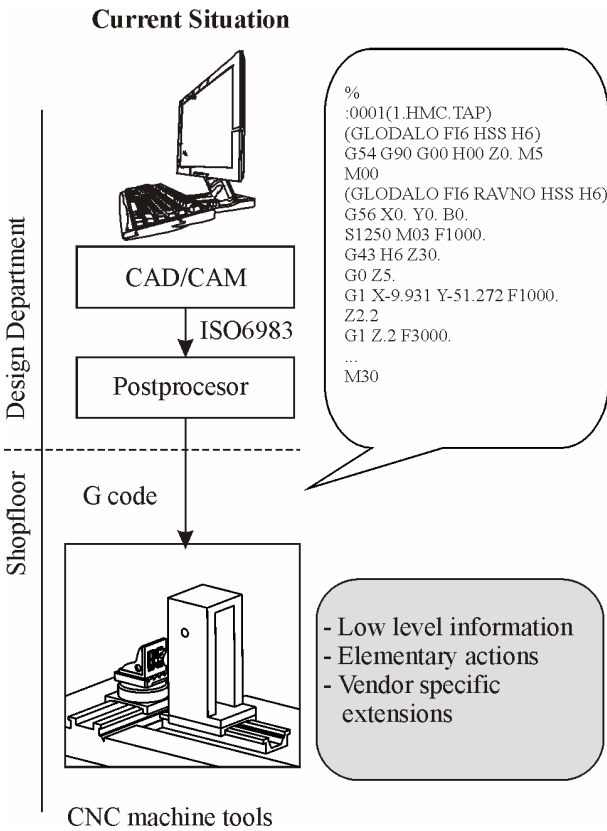 Current Situation
Design Department
CAD/CAM
ISO6983
Postprocesor
%
:0001(1.HMC.TAP)
(GLODALO FI6 HSS H6)
G54 G90 G00 H00 Z0. M5
M00
(GLODALO FI6 RAVNO HSS H6)
G56 X0. Y0. B0.
S1250 M03 F1000.
G43 H6 Z30.
G0 Z5.
G1 X-9.931 Y-51.272 F1000.
Z2.2
G1 Z.2 F3000.
...
M30
Shopfloor
G code
- Low level information
- Elementary actions
- Vendor specific
extensions
CNC machine tools